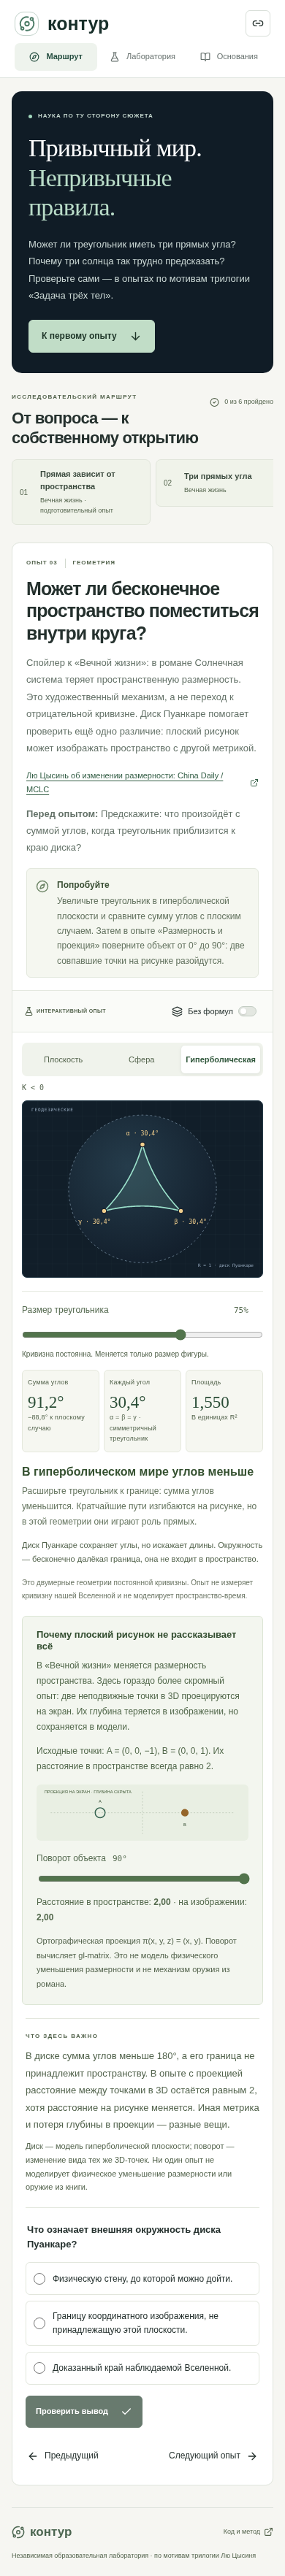 контур
Маршрут
Лаборатория
Основания
НАУКА ПО ТУ СТОРОНУ СЮЖЕТА
Привычный мир.
Непривычные
правила.
Может ли треугольник иметь три прямых угла?
Почему три солнца так трудно предсказать?
Проверьте сами — в опытах по мотивам трилогии
«Задача трёх тел».
К первому опыту
ИССЛЕДОВАТЕЛЬСКИЙ МАРШРУТ
От вопроса — к
собственному открытию
0 из 6 пройдено
01
Прямая зависит от
пространства
Вечная жизнь ·
подготовительный опыт
02
Три прямых угла
Вечная жизнь
ОПЫТ 03
ГЕОМЕТРИЯ
Может ли бесконечное
пространство поместиться
внутри круга?
Спойлер к «Вечной жизни»: в романе Солнечная
система теряет пространственную размерность.
Это художественный механизм, а не переход к
отрицательной кривизне. Диск Пуанкаре помогает
проверить ещё одно различие: плоский рисунок
может изображать пространство с другой метрикой.
Лю Цысинь об изменении размерности: China Daily /
MCLC
Перед опытом: Предскажите: что произойдёт с
суммой углов, когда треугольник приблизится к
краю диска?
Попробуйте
Увеличьте треугольник в гиперболической
плоскости и сравните сумму углов с плоским
случаем. Затем в опыте «Размерность и
проекция» поверните объект от 0° до 90°: две
совпавшие точки на рисунке разойдутся.
ИНТЕРАКТИВНЫЙ ОПЫТ
Без формул
Плоскость
Сфера
Гиперболическая
K < 0
ГЕОДЕЗИЧЕСКИЕ
α · 30,4°
γ · 30,4°
β · 30,4°
R = 1 · диск Пуанкаре
Размер треугольника
75%
Кривизна постоянна. Меняется только размер фигуры.
Сумма углов
91,2°
−88,8° к плоскому
случаю
Каждый угол
30,4°
α = β = γ ·
симметричный
треугольник
Площадь
1,550
В единицах R²
В гиперболическом мире углов меньше
Расширьте треугольник к границе: сумма углов
уменьшится. Кратчайшие пути изгибаются на рисунке, но
в этой геометрии они играют роль прямых.
Диск Пуанкаре сохраняет углы, но искажает длины. Окружность
— бесконечно далёкая граница, она не входит в пространство.
Это двумерные геометрии постоянной кривизны. Опыт не измеряет
кривизну нашей Вселенной и не моделирует пространство-время.
Почему плоский рисунок не рассказывает
всё
В «Вечной жизни» меняется размерность
пространства. Здесь гораздо более скромный
опыт: две неподвижные точки в 3D проецируются
на экран. Их глубина теряется в изображении, но
сохраняется в модели.
Исходные точки: A = (0, 0, −1), B = (0, 0, 1). Их
расстояние в пространстве всегда равно 2.
ПРОЕКЦИЯ НА ЭКРАН · ГЛУБИНА СКРЫТА
A
B
Поворот объекта 90°
Расстояние в пространстве: 2,00 · на изображении:
2,00
Ортографическая проекция π(x, y, z) = (x, y). Поворот
вычисляет gl-matrix. Это не модель физического
уменьшения размерности и не механизм оружия из
романа.
ЧТО ЗДЕСЬ ВАЖНО
В диске сумма углов меньше 180°, а его граница не
принадлежит пространству. В опыте с проекцией
расстояние между точками в 3D остаётся равным 2,
хотя расстояние на рисунке меняется. Иная метрика
и потеря глубины в проекции — разные вещи.
Диск — модель гиперболической плоскости; поворот —
изменение вида тех же 3D-точек. Ни один опыт не
моделирует физическое уменьшение размерности или
оружие из книги.
Что означает внешняя окружность диска
Пуанкаре?
Физическую стену, до которой можно дойти.
Границу координатного изображения, не
принадлежащую этой плоскости.
Доказанный край наблюдаемой Вселенной.
Проверить вывод
Предыдущий
Следующий опыт
контур
Код и метод
Независимая образовательная лаборатория · по мотивам трилогии Лю Цысиня